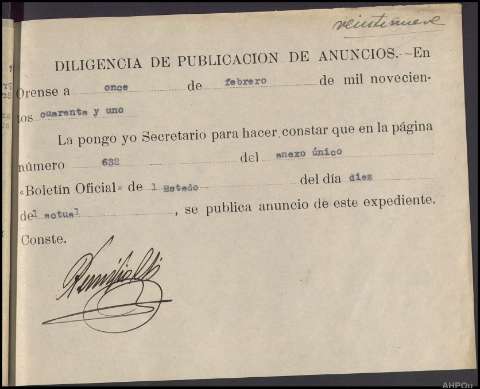 veintinueve
DILIGENCIA DE PUBLICACION DE ANUNCIOS.—En
Orense a once de febrero de mil novecien-
tos cuarenta y uno
La pongo yo Secretario para hacer constar que en la página
número 632 del anexo único
«Boletín Oficial» de l Estado del día diez
del actual, se publica anuncio de este expediente.
Conste.
AHPOu